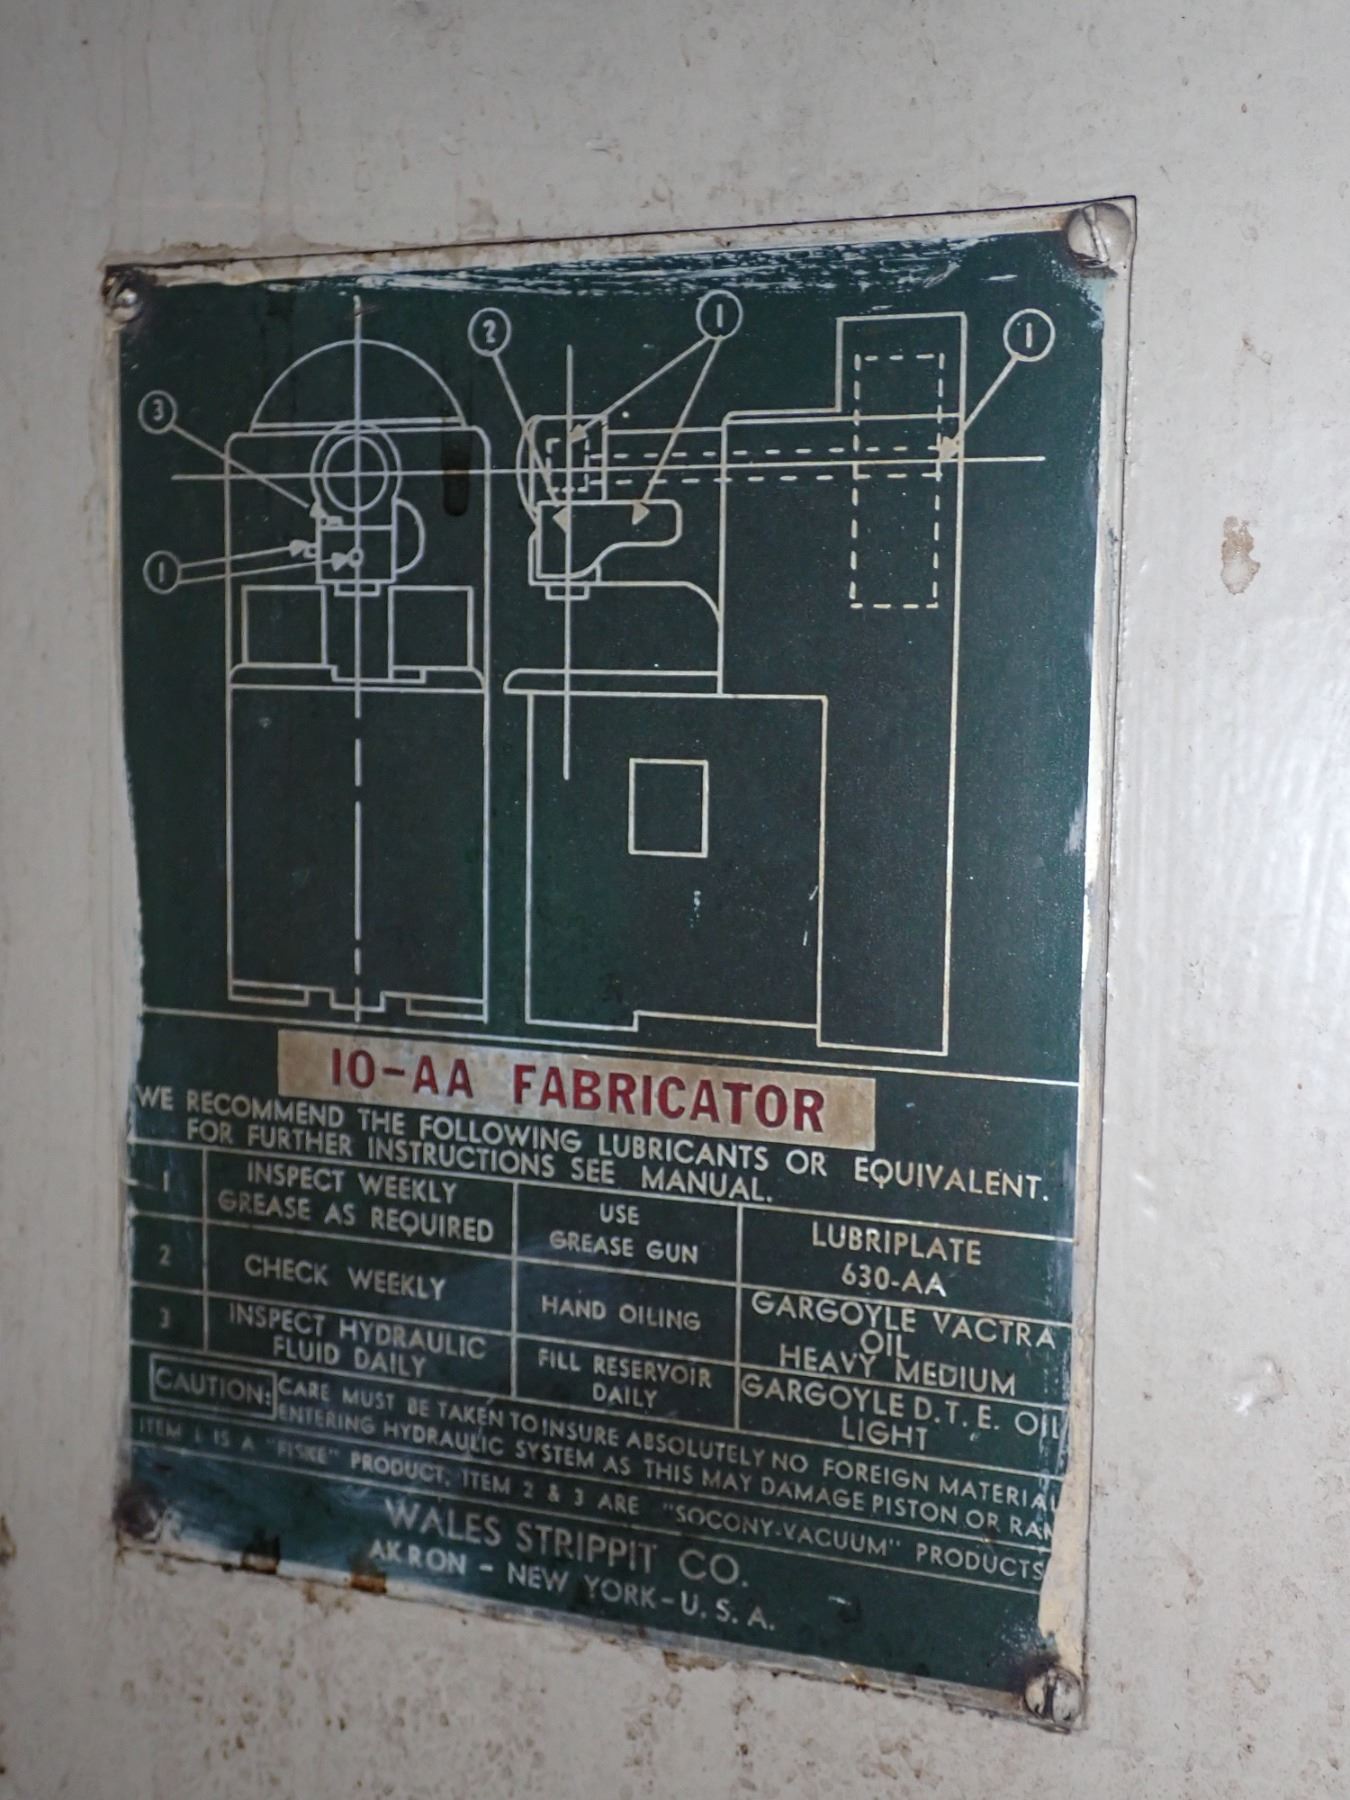 3
1
2
1
1
10-AA FABRICATOR
WE RECOMMEND THE FOLLOWING LUBRICANTS OR EQUIVALENT.
FOR FURTHER INSTRUCTIONS SEE MANUAL.
1
INSPECT WEEKLY
GREASE AS REQUIRED
USE
GREASE GUN
LUBRIPLATE
630-AA
2
CHECK WEEKLY
HAND OILING
GARGOYLE VACTRA
OIL
HEAVY MEDIUM
3
INSPECT HYDRAULIC
FLUID DAILY
FILL RESERVOIR
DAILY
GARGOYLE D.T.E. OIL
LIGHT
CAUTION: CARE MUST BE TAKEN TO INSURE ABSOLUTELY NO FOREIGN MATERIAL
ENTERING HYDRAULIC SYSTEM AS THIS MAY DAMAGE PISTON OR RAM
ITEM 1 IS A "FISKE" PRODUCT, ITEM 2 & 3 ARE "SOCONY-VACUUM" PRODUCTS
WALES STRIPPIT CO.
AKRON - NEW YORK - U.S.A.